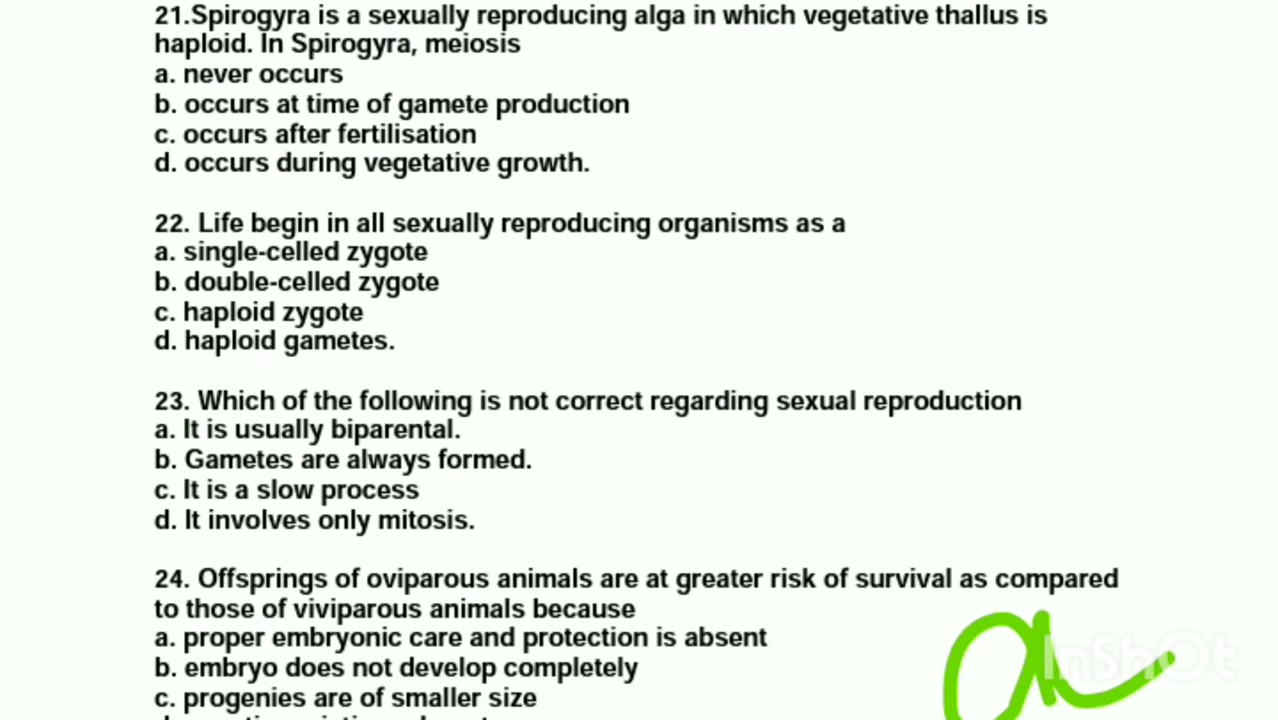 21.Spirogyra is a sexually reproducing alga in which vegetative thallus is
haploid. In Spirogyra, meiosis
a. never occurs
b. occurs at time of gamete production
c. occurs after fertilisation
d. occurs during vegetative growth.
22. Life begin in all sexually reproducing organisms as a
a. single-celled zygote
b. double-celled zygote
c. haploid zygote
d. haploid gametes.
23. Which of the following is not correct regarding sexual reproduction
a. It is usually biparental.
b. Gametes are always formed.
c. It is a slow process
d. It involves only mitosis.
24. Offsprings of oviparous animals are at greater risk of survival as compared
to those of viviparous animals because
a. proper embryonic care and protection is absent
b. embryo does not develop completely
c. progenies are of smaller size
a
InShOt